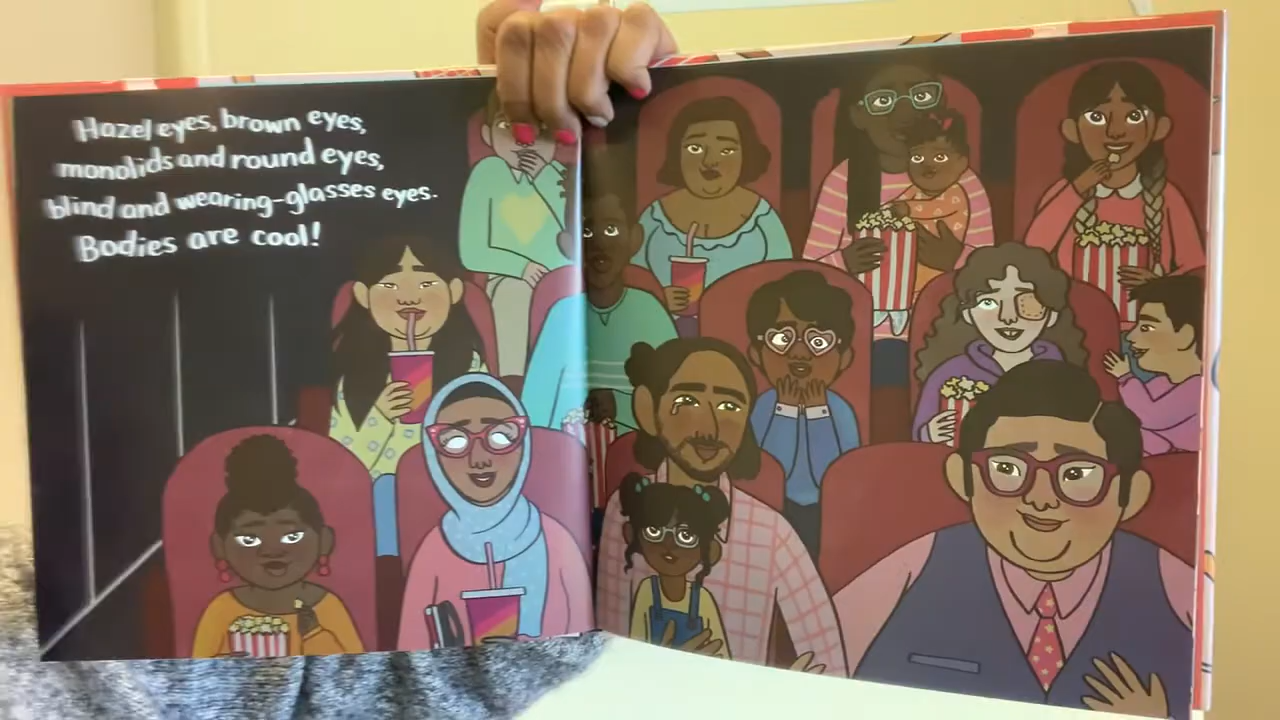 Hazel eyes, brown eyes,
monolids and round eyes,
blind and wearing-glasses eyes.
Bodies are cool!